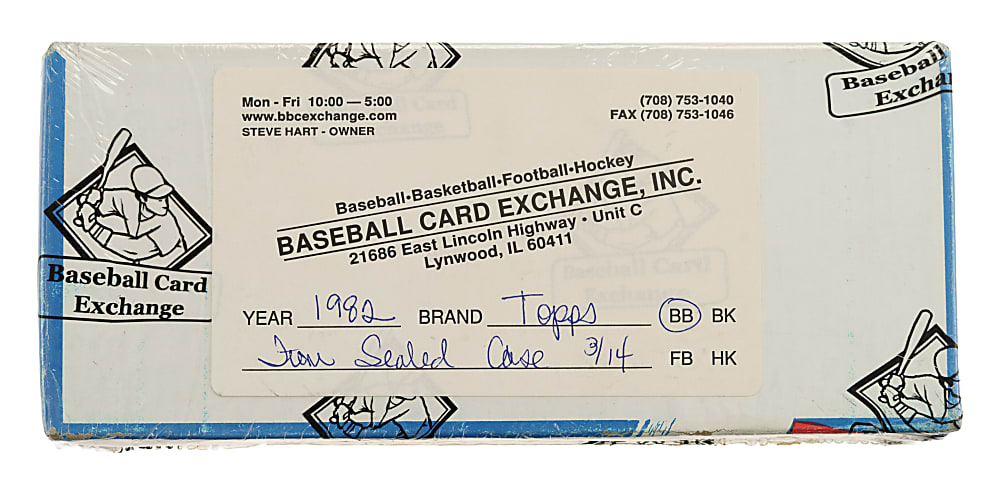 Baseball
Exchan
Mon - Fri 10:00 — 5:00
www.bbcexchange.com
STEVE HART - OWNER
(708) 753-1040
FAX (708) 753-1046
Baseball•Basketball•Football•Hockey
BASEBALL CARD EXCHANGE, INC.
21686 East Lincoln Highway • Unit C
Lynwood, IL 60411
Baseball Card
Exchange
YEAR 1982 BRAND Topps BB BK
From Sealed Case 3/14 FB HK